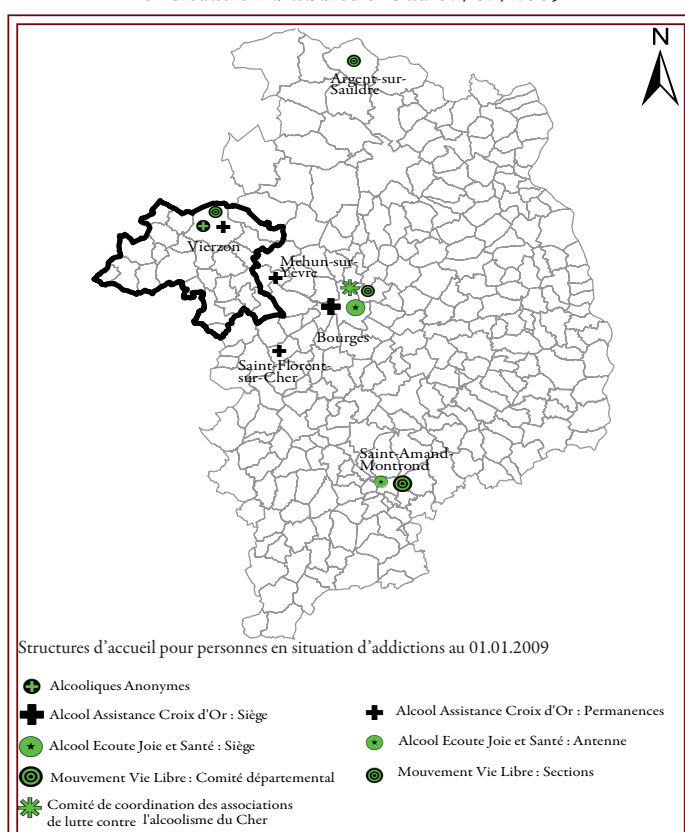 N
Argent-sur-
Sauldre
Vierzon
Mehun-sur-
Yèvre
Bourges
Saint-Florent-
sur-Cher
Saint-Amand-
Montrond
Structures d’accueil pour personnes en situation d’addictions au 01.01.2009
Alcooliques Anonymes
Alcool Assistance Croix d'Or : Siège
Alcool Assistance Croix d'Or : Permanences
Alcool Ecoute Joie et Santé : Siège
Alcool Ecoute Joie et Santé : Antenne
Mouvement Vie Libre : Comité départemental
Mouvement Vie Libre : Sections
Comité de coordination des associations
de lutte contre l'alcoolisme du Cher